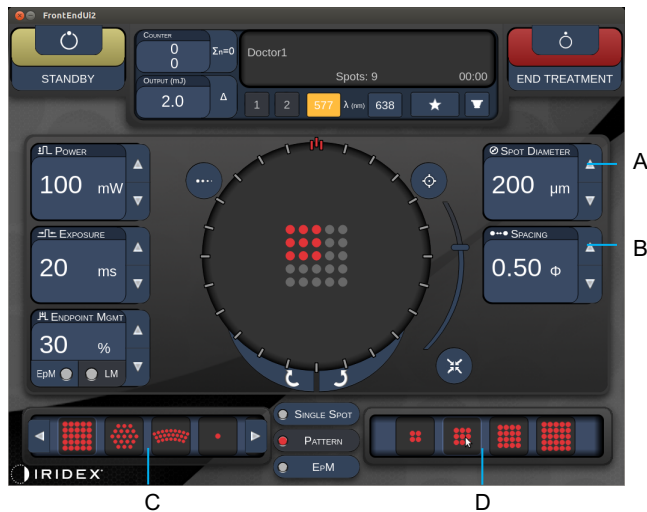 FrontEndUi2
STANDBY
COUNTER
0
0
Σn=0
OUTPUT (mJ)
2.0
Δ
Doctor1
Spots: 9 00:00
1 2 577 λ (nm) 638
END TREATMENT
POWER
100 mW
EXPOSURE
20 ms
ENDPOINT MGMT
30 %
EpM LM
SPOT DIAMETER
200 μm
A
SPACING
0.50 Φ
B
SINGLE SPOT
PATTERN
EPM
IRIDEX
C
D